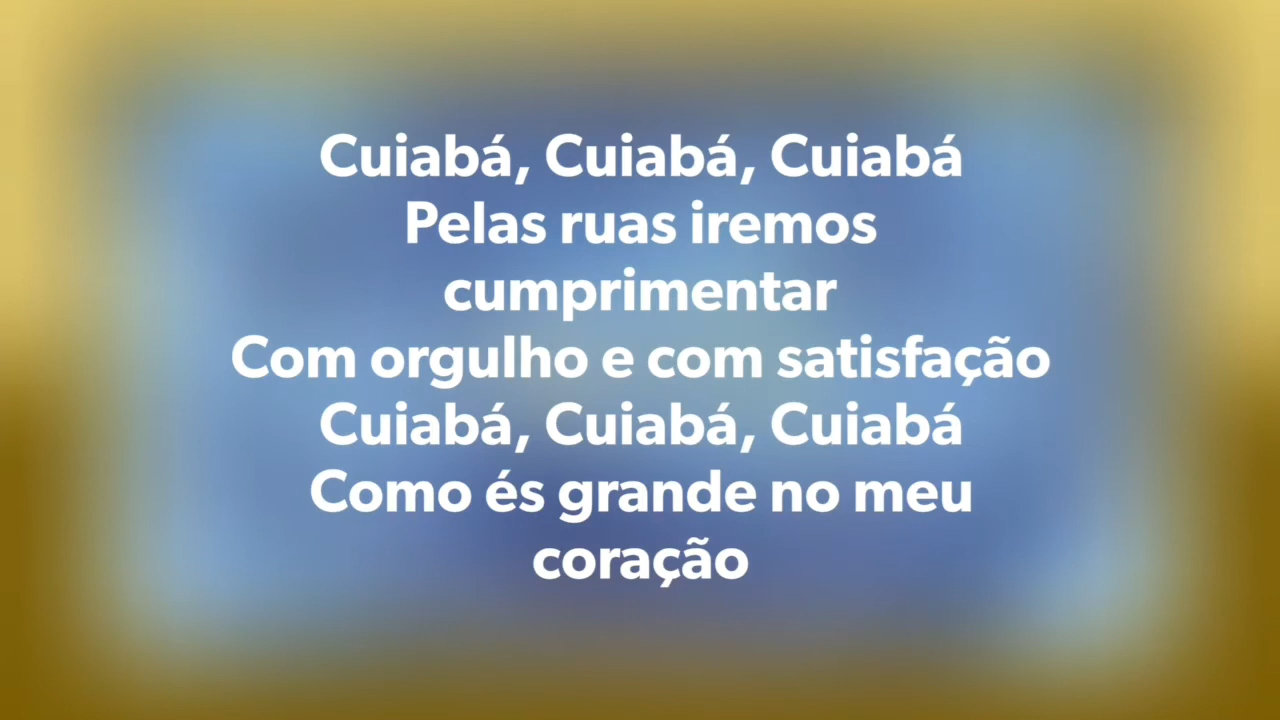 Cuiabá, Cuiabá, Cuiabá
Pelas ruas iremos
cumprimentar
Com orgulho e com satisfação
Cuiabá, Cuiabá, Cuiabá
Como és grande no meu
coração